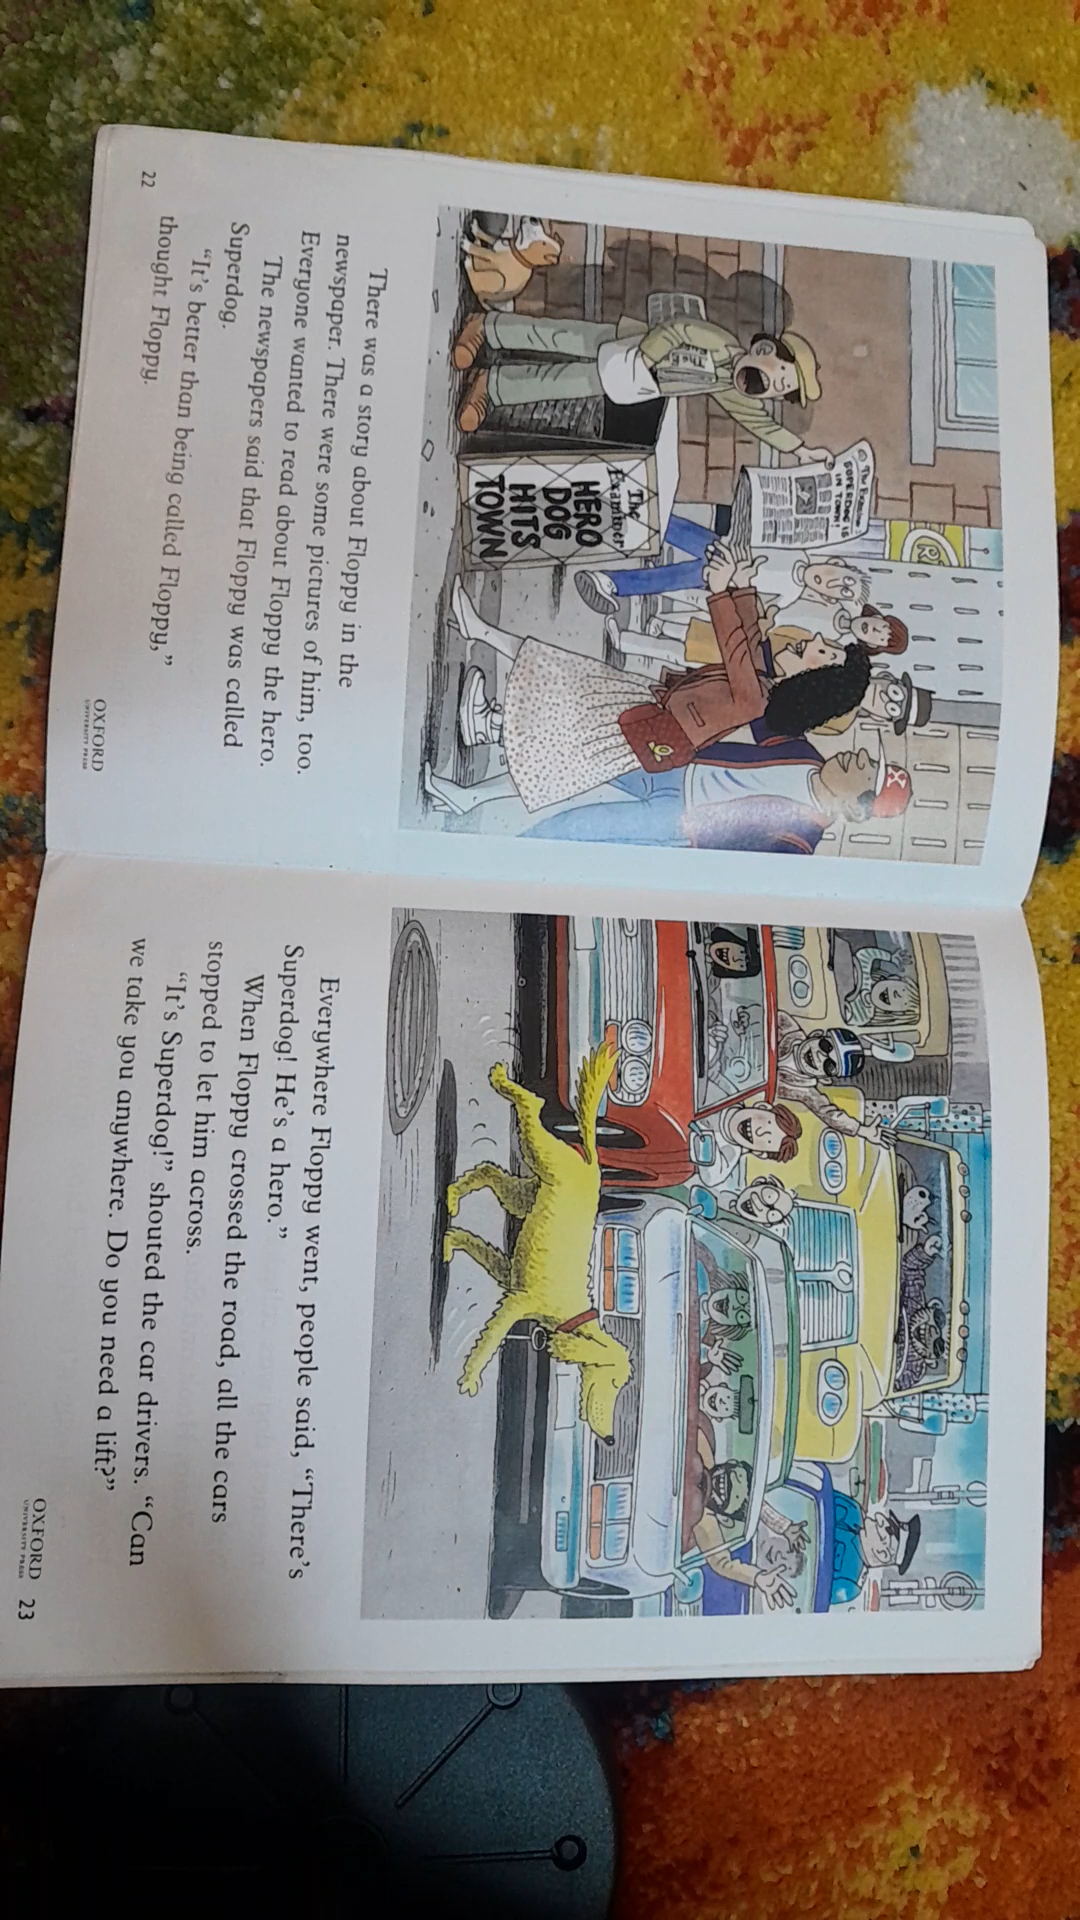 The Examiner
SUPERDOG IS
IN TOWN!
The
Examiner
HERO
DOG
HITS
TOWN
There was a story about Floppy in the
newspaper. There were some pictures of him, too.
Everyone wanted to read about Floppy the hero.
The newspapers said that Floppy was called
Superdog.
“It’s better than being called Floppy,”
thought Floppy.
22
OXFORD
UNIVERSITY PRESS
Everywhere Floppy went, people said, “There’s
Superdog! He’s a hero.”
When Floppy crossed the road, all the cars
stopped to let him across.
“It’s Superdog!” shouted the car drivers. “Can
we take you anywhere. Do you need a lift?”
OXFORD
UNIVERSITY PRESS
23